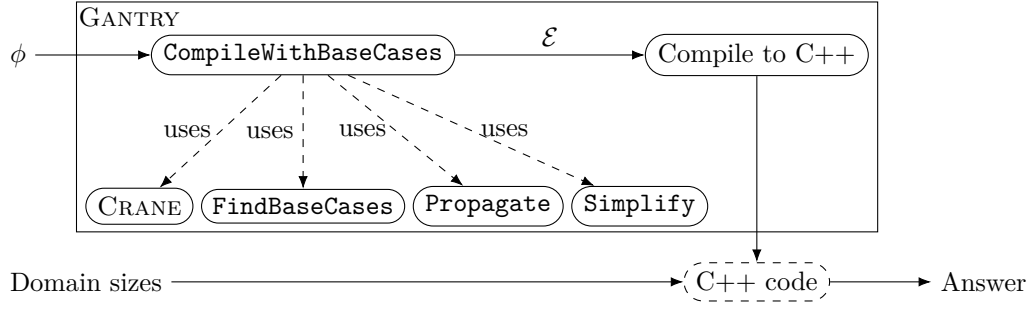 GANTRY
ϕ
CompileWithBaseCases
ℰ
Compile to C++
uses
uses
uses
uses
CRANE
FindBaseCases
Propagate
Simplify
Domain sizes
C++ code
Answer